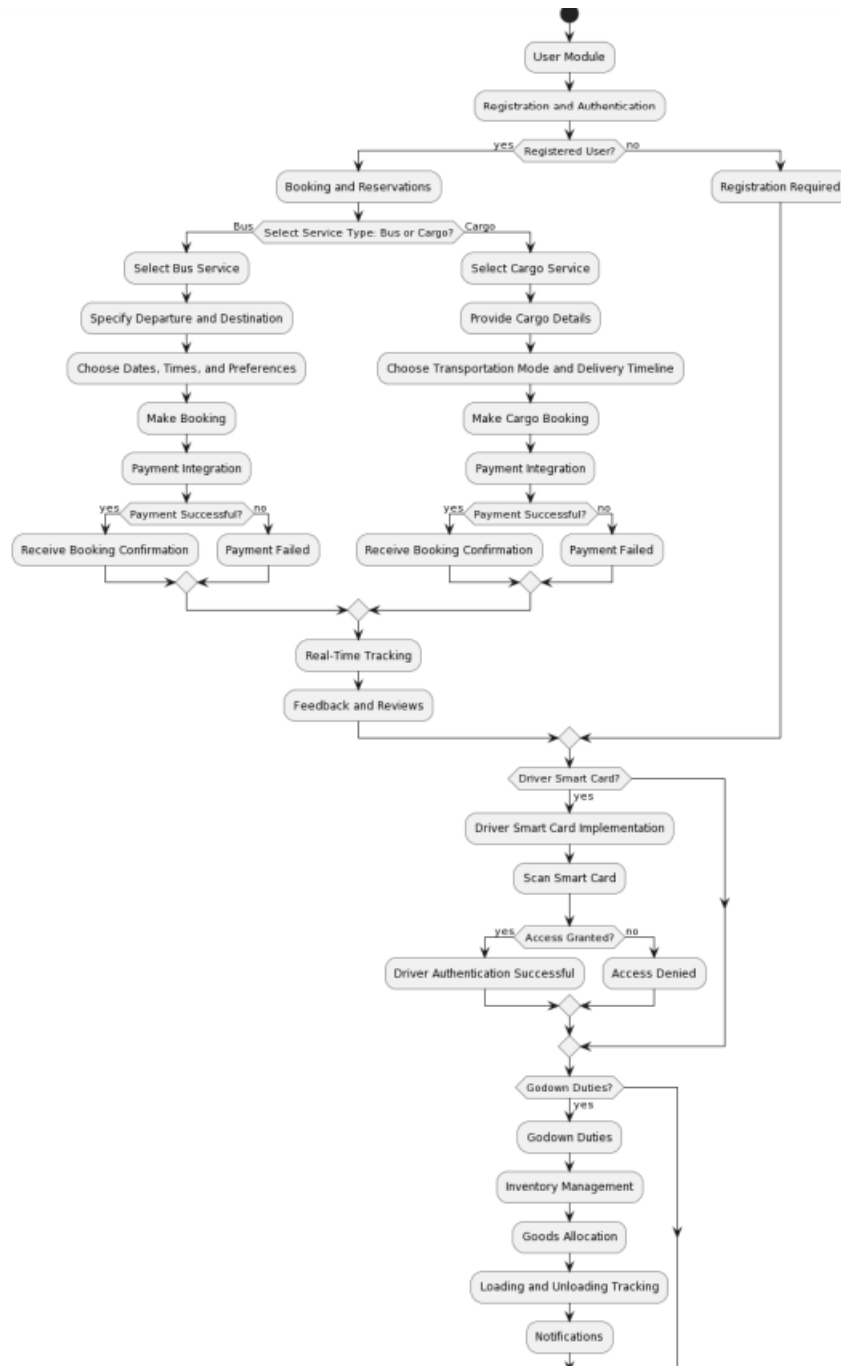 User Module
Registration and Authentication
yes
Registered User?
no
Booking and Reservations
Registration Required
Bus
Select Service Type: Bus or Cargo?
Cargo
Select Bus Service
Select Cargo Service
Specify Departure and Destination
Provide Cargo Details
Choose Dates, Times, and Preferences
Choose Transportation Mode and Delivery Timeline
Make Booking
Make Cargo Booking
Payment Integration
Payment Integration
yes
Payment Successful?
no
yes
Payment Successful?
no
Receive Booking Confirmation
Payment Failed
Receive Booking Confirmation
Payment Failed
Real-Time Tracking
Feedback and Reviews
Driver Smart Card?
yes
Driver Smart Card Implementation
Scan Smart Card
yes
Access Granted?
no
Driver Authentication Successful
Access Denied
Godown Duties?
yes
Godown Duties
Inventory Management
Goods Allocation
Loading and Unloading Tracking
Notifications